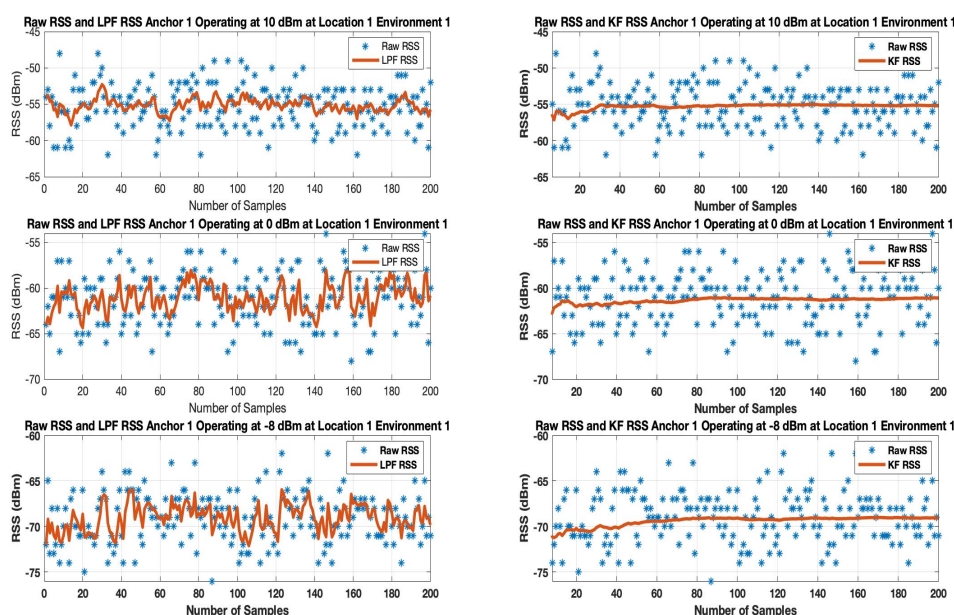 Raw RSS and LPF RSS Anchor 1 Operating at 10 dBm at Location 1 Environment 1
-45
-50
-55
-60
-65
RSS (dBm)
Raw RSS
LPF RSS
0 20 40 60 80 100 120 140 160 180 200
Number of Samples
Raw RSS and KF RSS Anchor 1 Operating at 10 dBm at Location 1 Environment 1
-45
-50
-55
-60
-65
RSS (dBm)
Raw RSS
KF RSS
20 40 60 80 100 120 140 160 180 200
Number of Samples
Raw RSS and LPF RSS Anchor 1 Operating at 0 dBm at Location 1 Environment 1
-55
-60
-65
-70
RSS (dBm)
Raw RSS
LPF RSS
0 20 40 60 80 100 120 140 160 180 200
Number of Samples
Raw RSS and KF RSS Anchor 1 Operating at 0 dBm at Location 1 Environment 1
-55
-60
-65
-70
RSS (dBm)
Raw RSS
KF RSS
20 40 60 80 100 120 140 160 180 200
Number of Samples
Raw RSS and LPF RSS Anchor 1 Operating at -8 dBm at Location 1 Environment 1
-60
-65
-70
-75
RSS (dBm)
Raw RSS
LPF RSS
0 20 40 60 80 100 120 140 160 180 200
Number of Samples
Raw RSS and KF RSS Anchor 1 Operating at -8 dBm at Location 1 Environment 1
-60
-65
-70
-75
RSS (dBm)
Raw RSS
KF RSS
20 40 60 80 100 120 140 160 180 200
Number of Samples